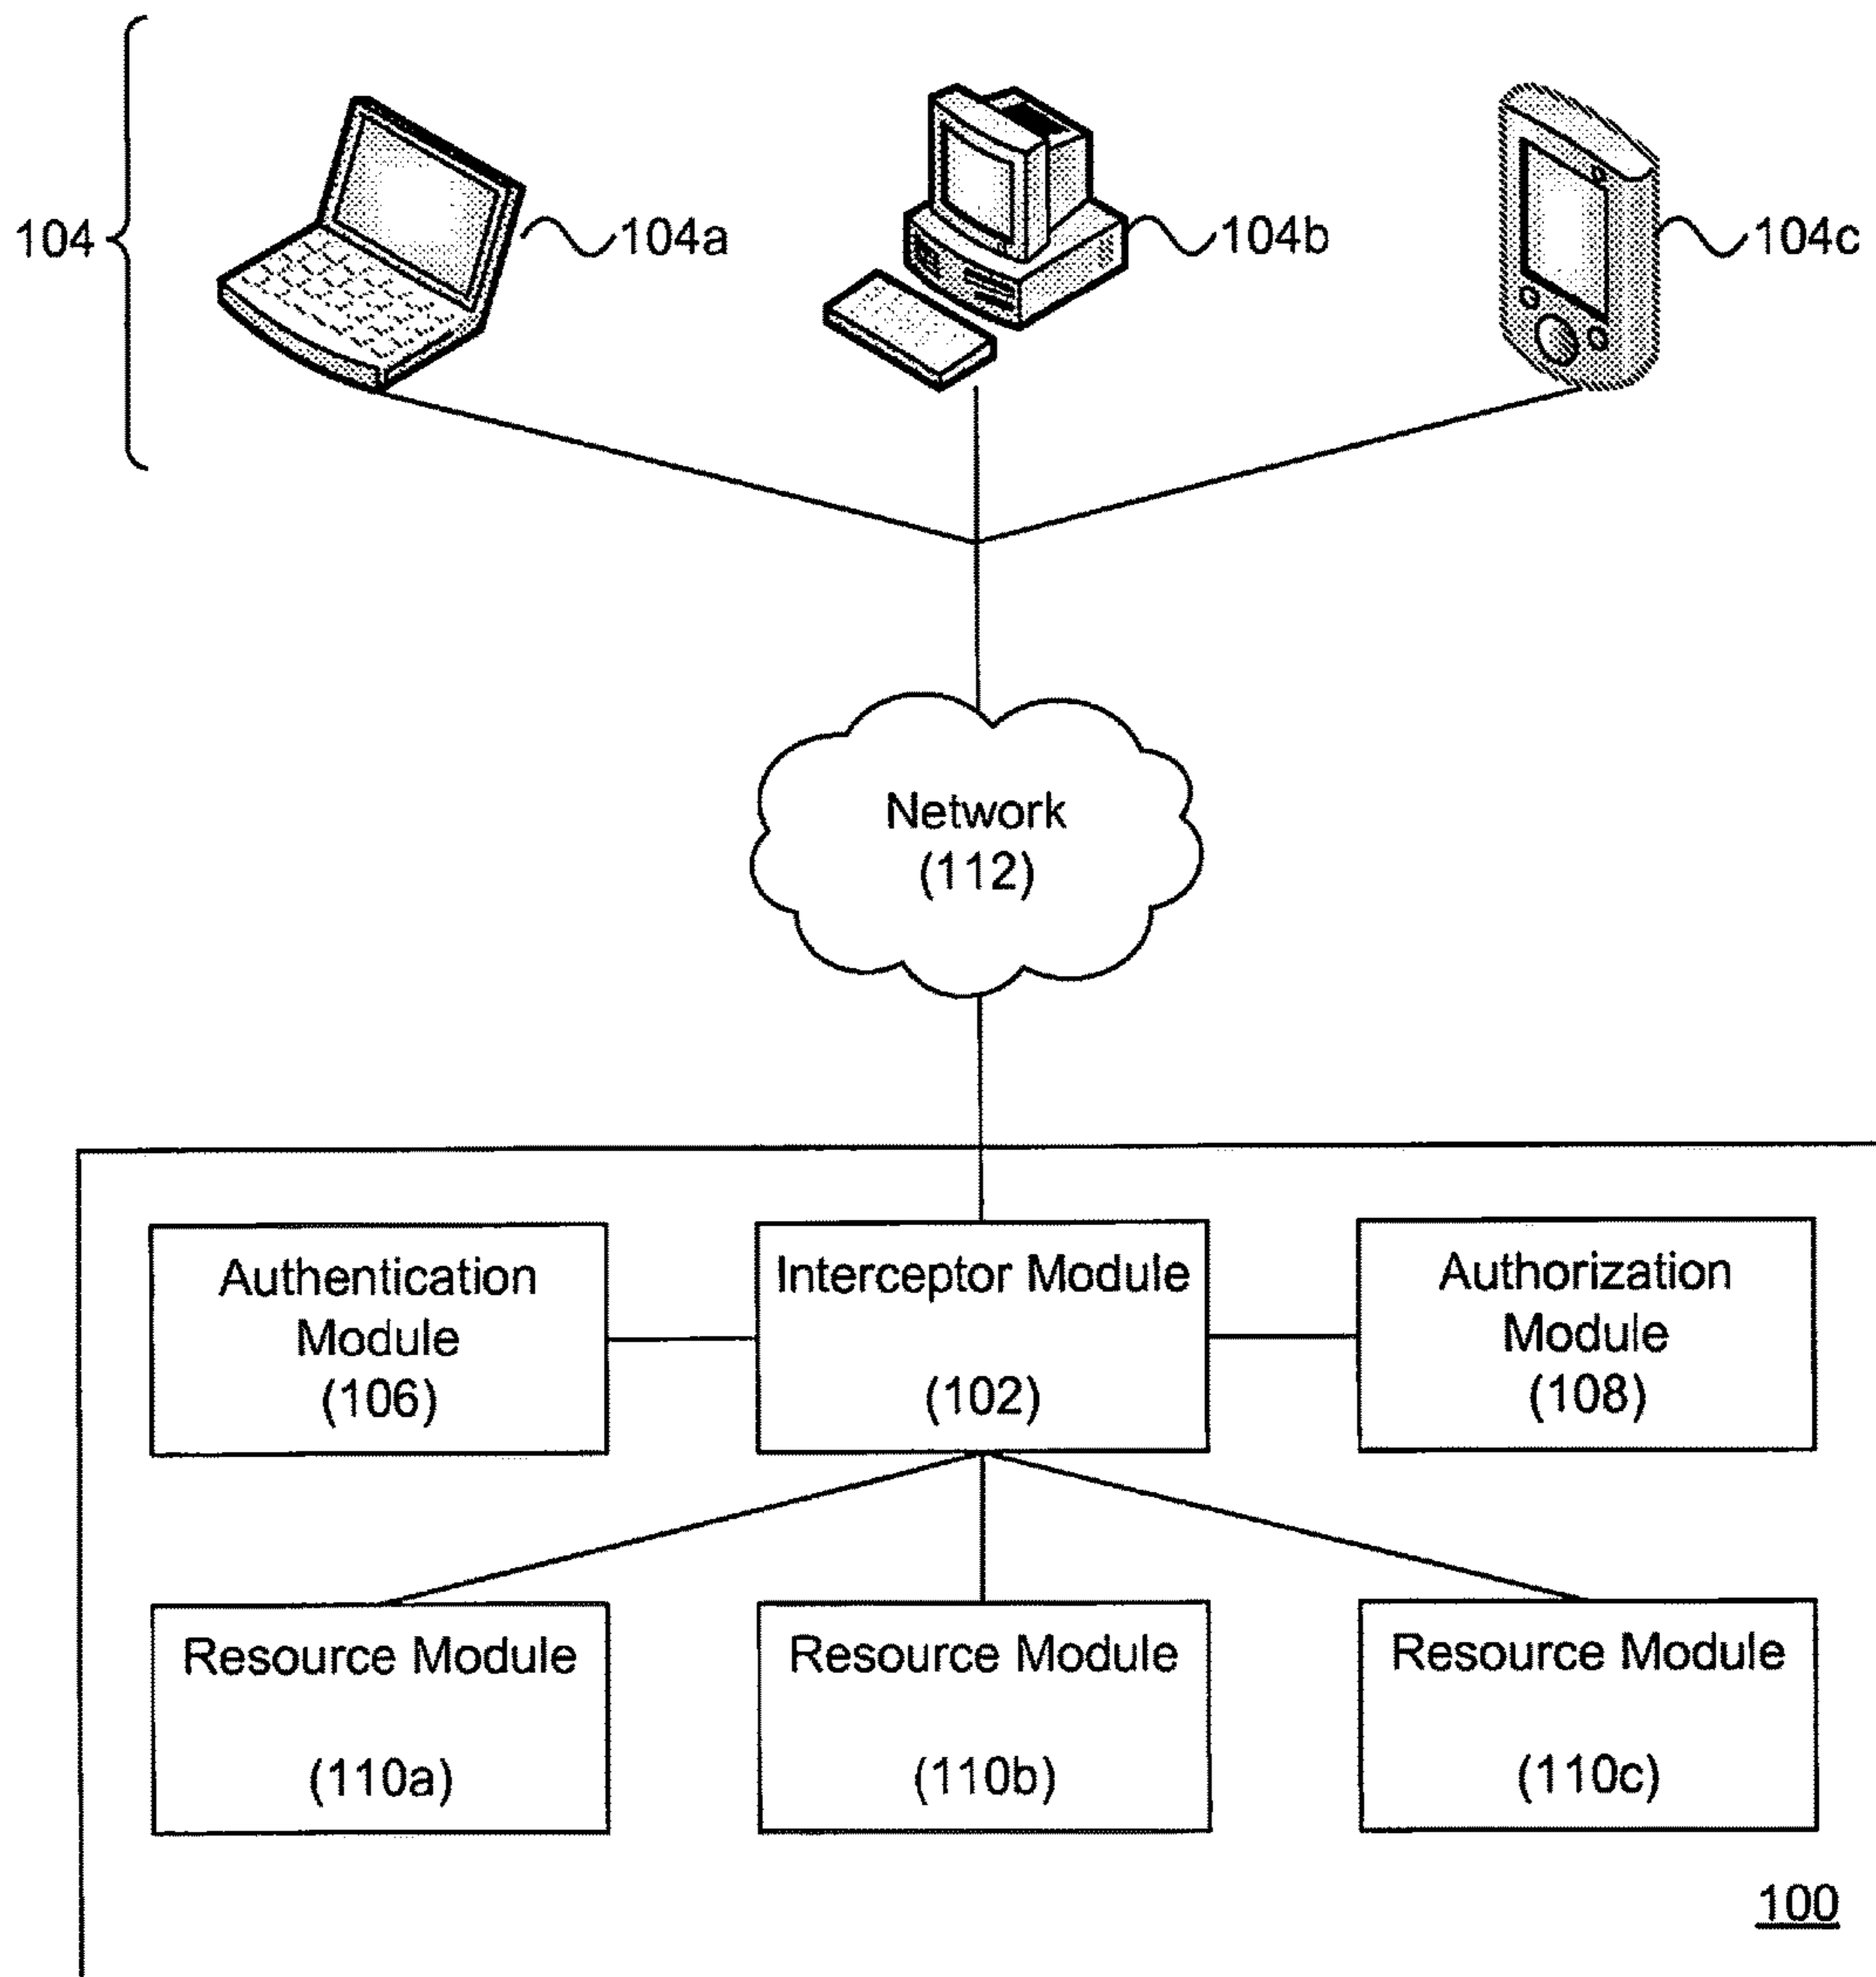 104
104a
104b
104c
Network
(112)
Authentication
Module
(106)
Interceptor Module
(102)
Authorization
Module
(108)
Resource Module
(110a)
Resource Module
(110b)
Resource Module
(110c)
100